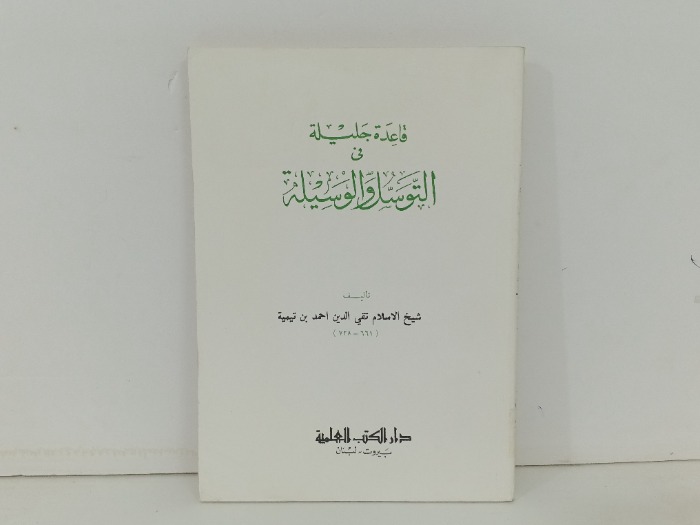 قاعدة جليلة
في
التوسل والوسيلة
تأليف
شيخ الاسلام تقي الدين احمد بن تيمية
(٦٦١ - ٧٢٨)
دار الكتب العلمية
بيروت - لبنان